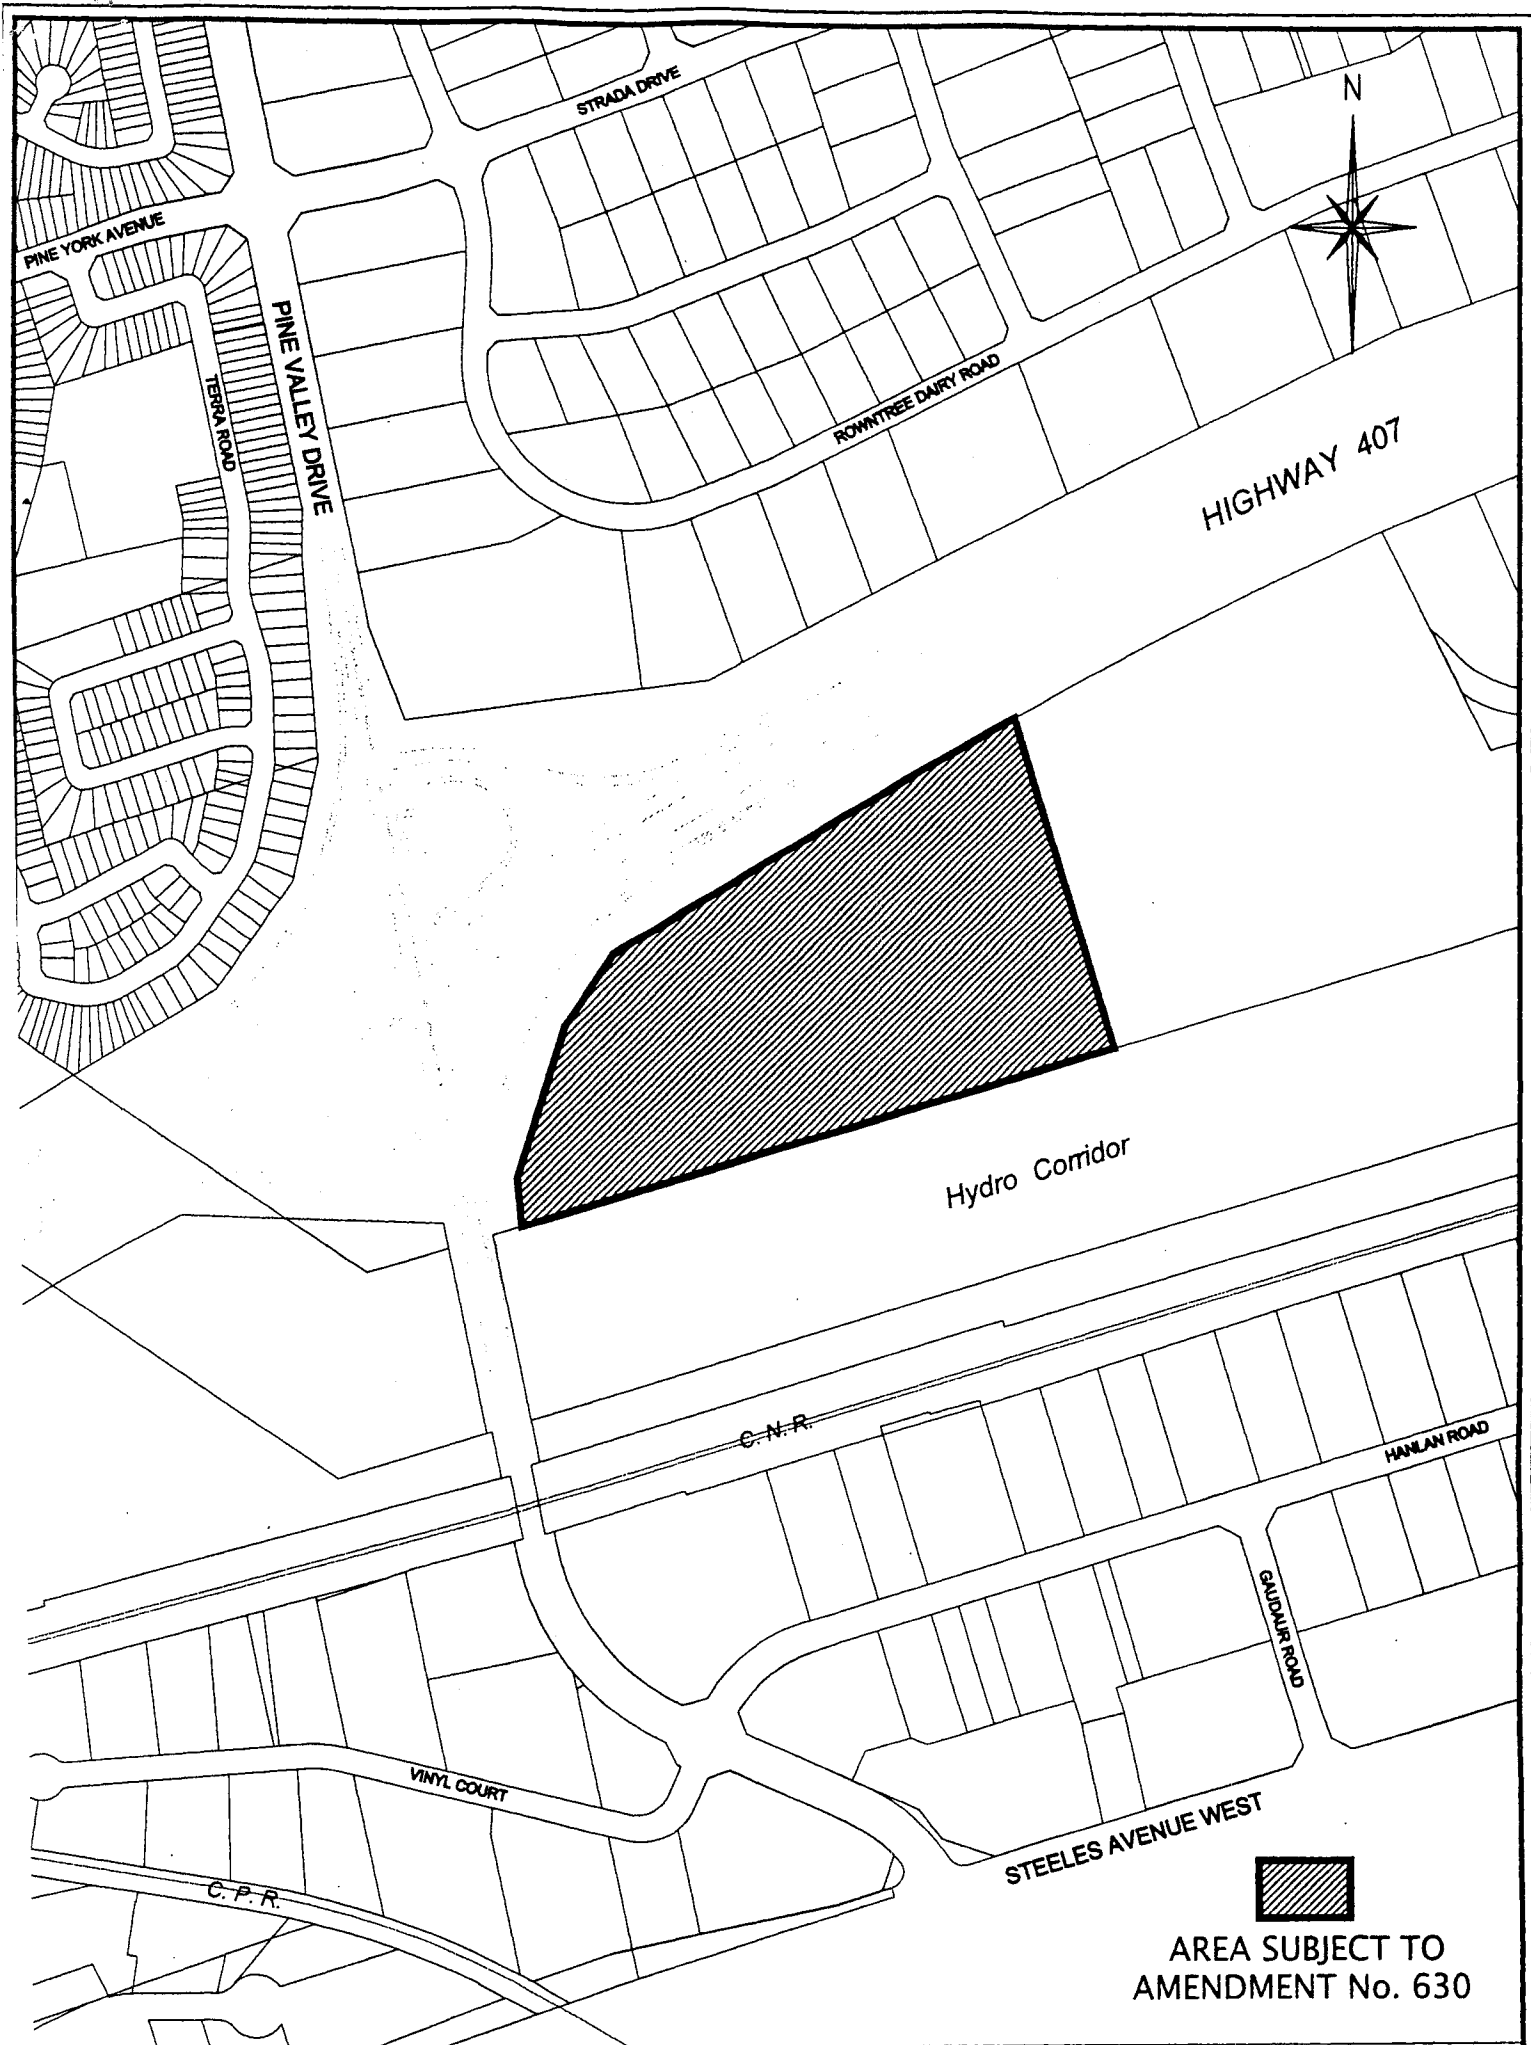 STRADA DRIVE
N
PINE YORK AVENUE
PINE VALLEY DRIVE
TERRA ROAD
ROWNTREE DAIRY ROAD
HIGHWAY 407
Hydro Corridor
C. N. R.
HANLAN ROAD
GAUDAUR ROAD
VINYL COURT
STEELES AVENUE WEST
C. P. R.
AREA SUBJECT TO
AMENDMENT No. 630